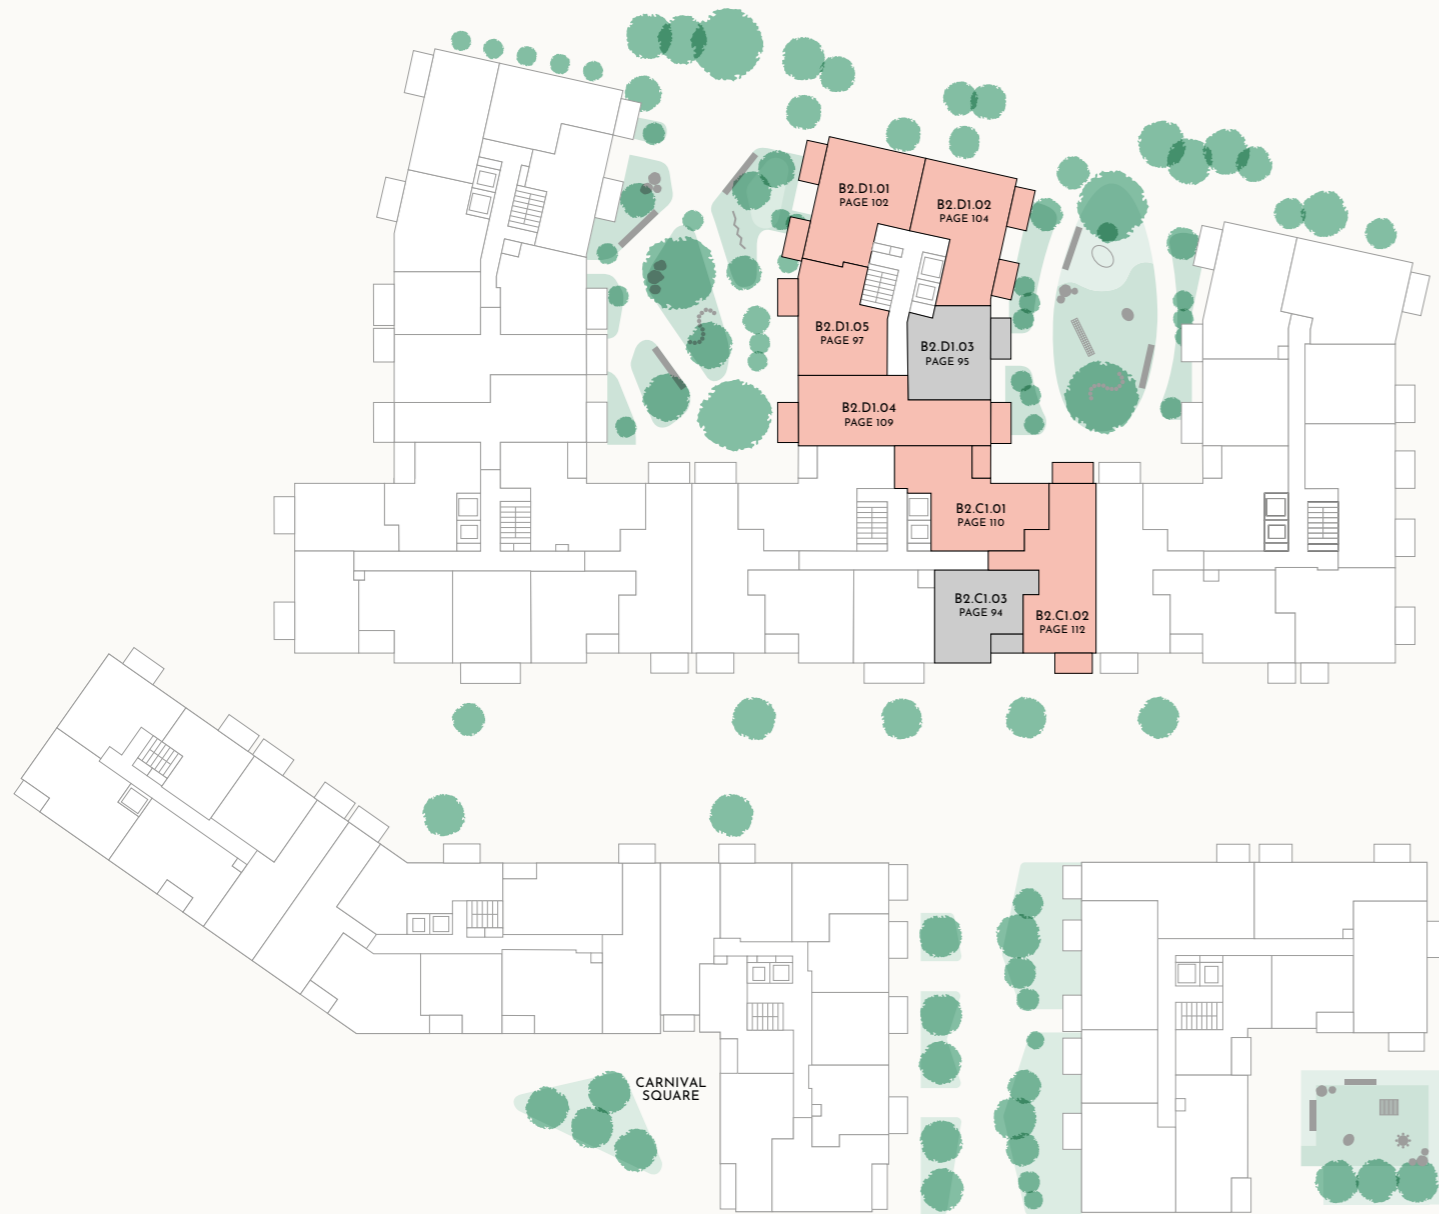 B2.D1.01
PAGE 102
B2.D1.02
PAGE 104
B2.D1.05
PAGE 97
B2.D1.03
PAGE 95
B2.D1.04
PAGE 109
B2.C1.01
PAGE 110
B2.C1.03
PAGE 94
B2.C1.02
PAGE 112
CARNIVAL
SQUARE